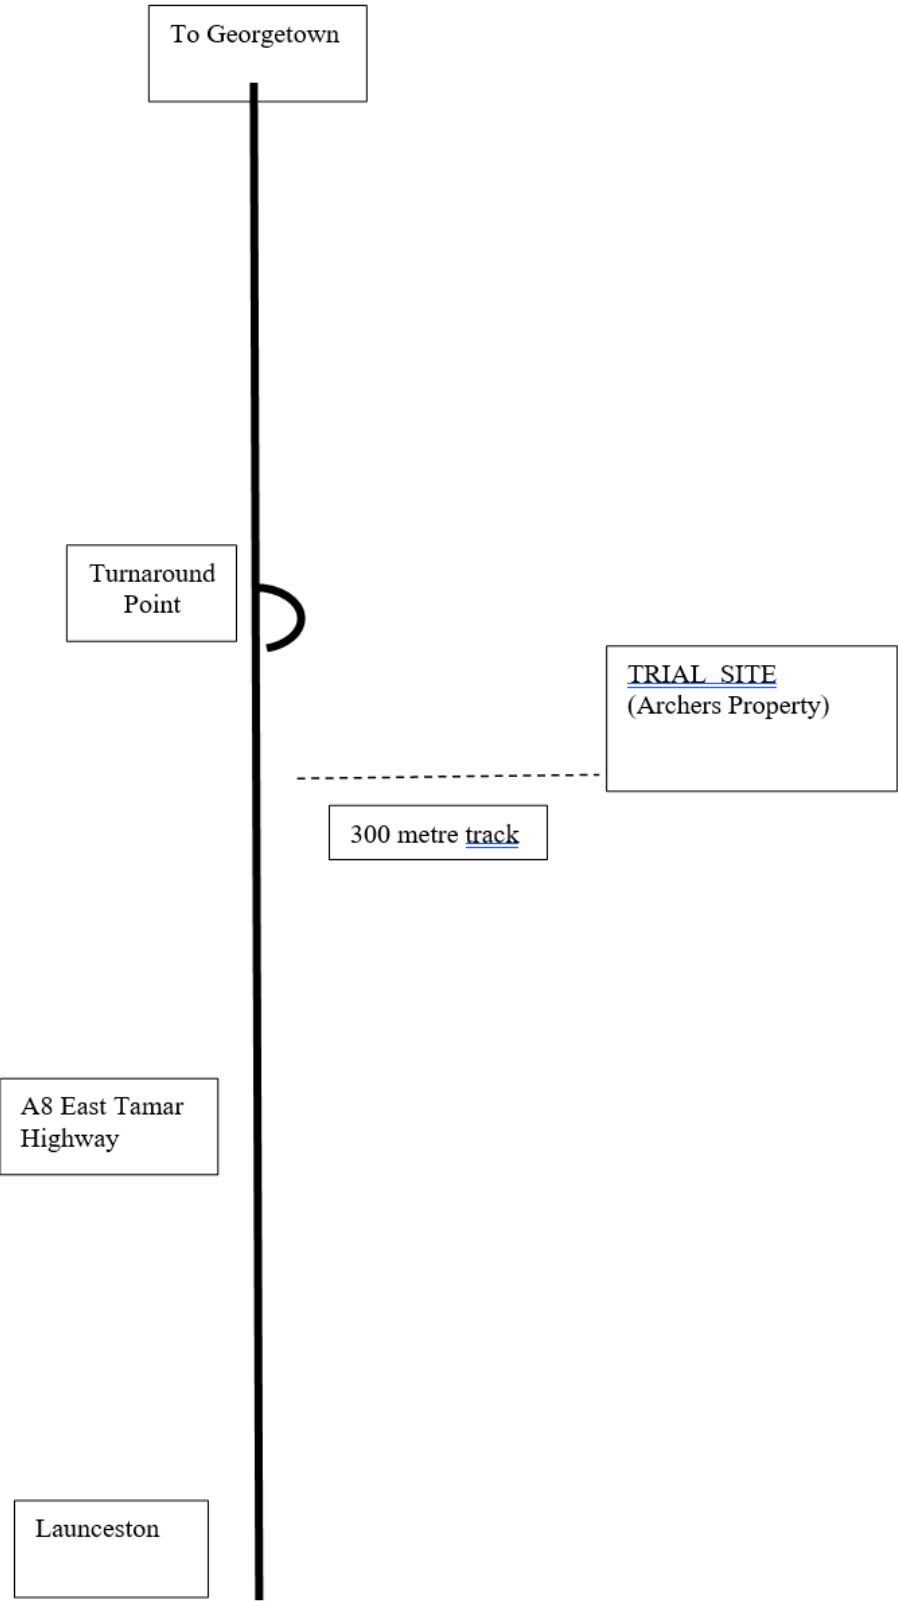 To Georgetown
Turnaround
Point
TRIAL SITE
(Archers Property)
300 metre track
A8 East Tamar
Highway
Launceston